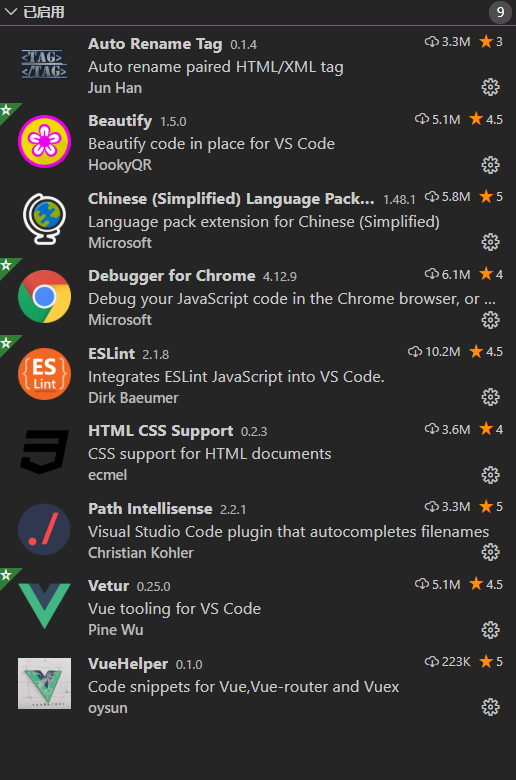 已启用 9
Auto Rename Tag 0.1.4 3.3M 3
<TAG>
</TAG>
Auto rename paired HTML/XML tag
Jun Han
Beautify 1.5.0 5.1M 4.5
Beautify code in place for VS Code
HookyQR
Chinese (Simplified) Language Pack... 1.48.1 5.8M 5
Language pack extension for Chinese (Simplified)
Microsoft
Debugger for Chrome 4.12.9 6.1M 4
Debug your JavaScript code in the Chrome browser, or ...
Microsoft
ESLint 2.1.8 10.2M 4.5
{ES}
Lint
Integrates ESLint JavaScript into VS Code.
Dirk Baeumer
HTML CSS Support 0.2.3 3.6M 4
CSS support for HTML documents
ecmel
Path Intellisense 2.2.1 3.3M 5
./
Visual Studio Code plugin that autocompletes filenames
Christian Kohler
Vetur 0.25.0 5.1M 4.5
Vue tooling for VS Code
Pine Wu
VueHelper 0.1.0 223K 5
Code snippets for Vue,Vue-router and Vuex
oysun